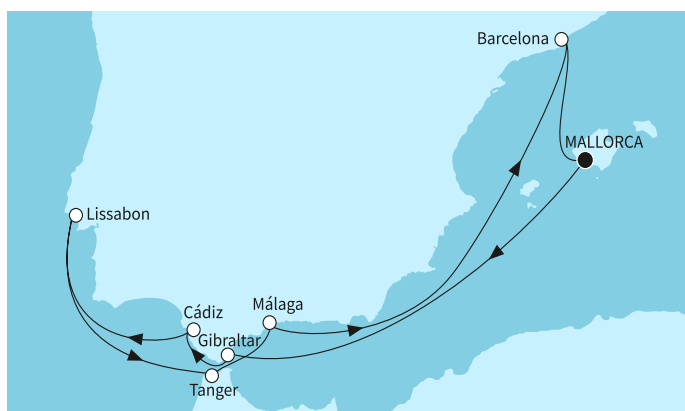 Barcelona
MALLORCA
Lissabon
Málaga
Cádiz
Gibraltar
Tanger